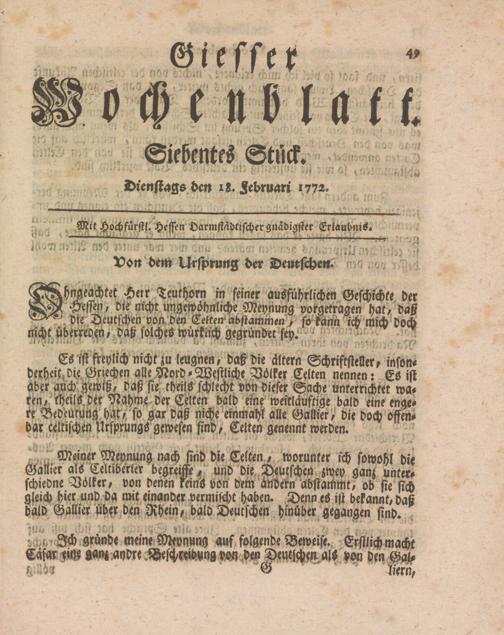 49
Giesser
Wochenblatt.
Siebentes Stück.
Dienstags den 18. Februari 1772.
Mit Hochfürstl. Hessen Darmstädtischer gnädigster Erlaubnis.
Von dem Ursprung der Deutschen.
Ohngeachtet Herr Teuthorn in seiner ausführlichen Geschichte der
Hessen, die nicht ungewöhnliche Meynung vorgetragen hat, daß
die Deutschen von den Celten abstammen, so kann ich mich doch
nicht überreden, daß solches würklich gegründet sey.
Es ist freylich nicht zu leugnen, daß die ältern Schriftsteller, inson-
derheit die Griechen alle Nord-Westliche Völker Celten nennen: Es ist
aber auch gewiß, daß sie theils schlecht von dieser Sache unterrichtet wa-
ren, theils der Nahme der Celten bald eine weitläuftige bald eine enge-
re Bedeutung hat, so gar daß niche einmahl alle Gallier, die doch offen-
bar celtischen Ursprungs gewesen sind, Celten genennt werden.
Meiner Meynung nach sind die Celten, worunter ich sowohl die
Gallier als Celtiberier begreiffe, und die Deutschen zwey ganz unter-
schiedne Völker, von denen keins von dem andern abstammt, ob sie sich
gleich hier und da mit einander vermischt haben. Denn es ist bekannt, daß
bald Gallier über den Rhein, bald Deutschen hinüber gegangen sind.
Ich gründe meine Meynung auf folgende Beweise. Erstlich macht
Cäsar eine ganz andre Beschreibung von den Deutschen als von den Gal-
G liern,